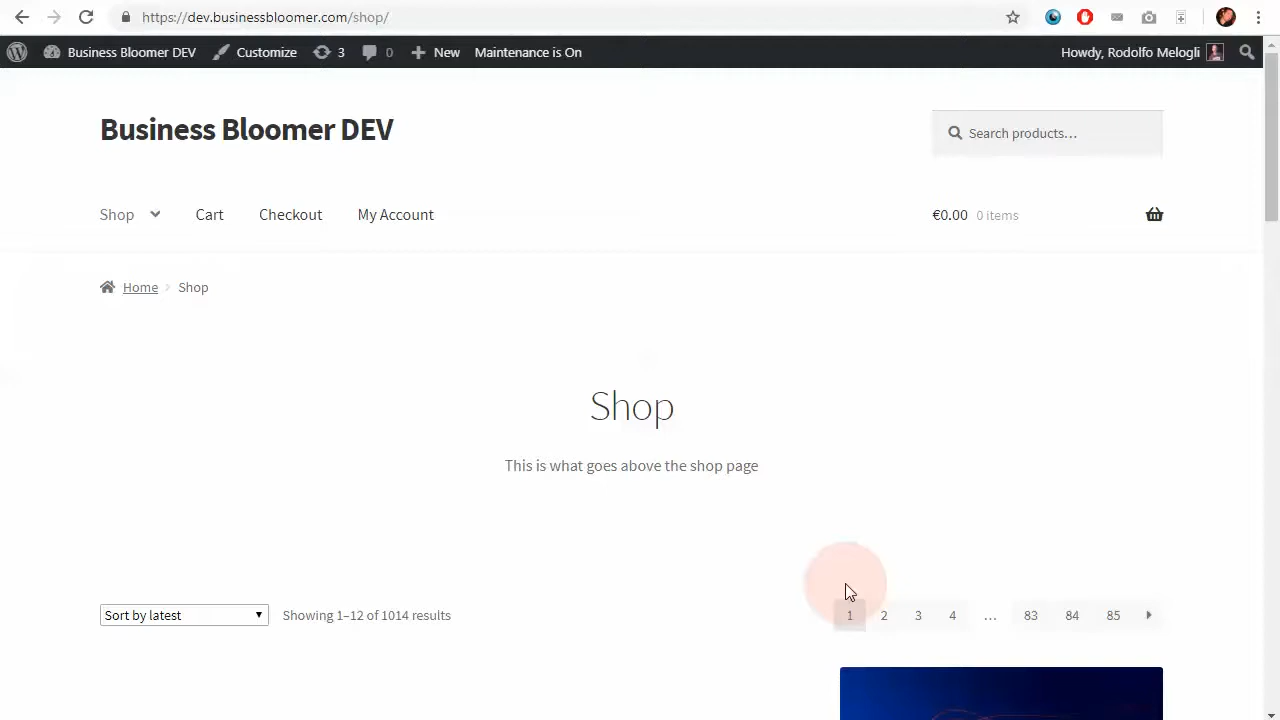 https://dev.businessbloomer.com/shop/
Business Bloomer DEV Customize 3 0 New Maintenance is On Howdy, Rodolfo Melogli
Business Bloomer DEV
Search products…
Shop Cart Checkout My Account €0.00 0 items
Home Shop
Shop
This is what goes above the shop page
Sort by latest Showing 1–12 of 1014 results 1 2 3 4 … 83 84 85